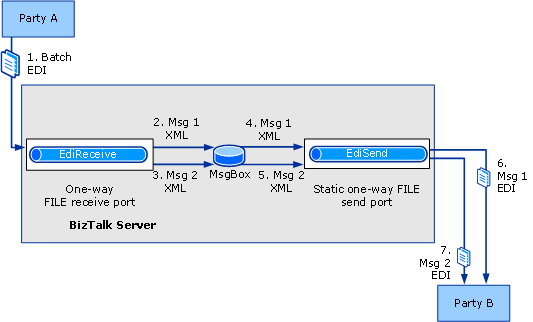 Party A
1. Batch
EDI
2. Msg 1
XML
4. Msg 1
XML
EdiReceive
EdiSend
3. Msg 2
XML
MsgBox
5. Msg 2
XML
One-way
FILE receive port
Static one-way FILE
send port
BizTalk Server
6.
Msg 1
EDI
7.
Msg 2
EDI
Party B